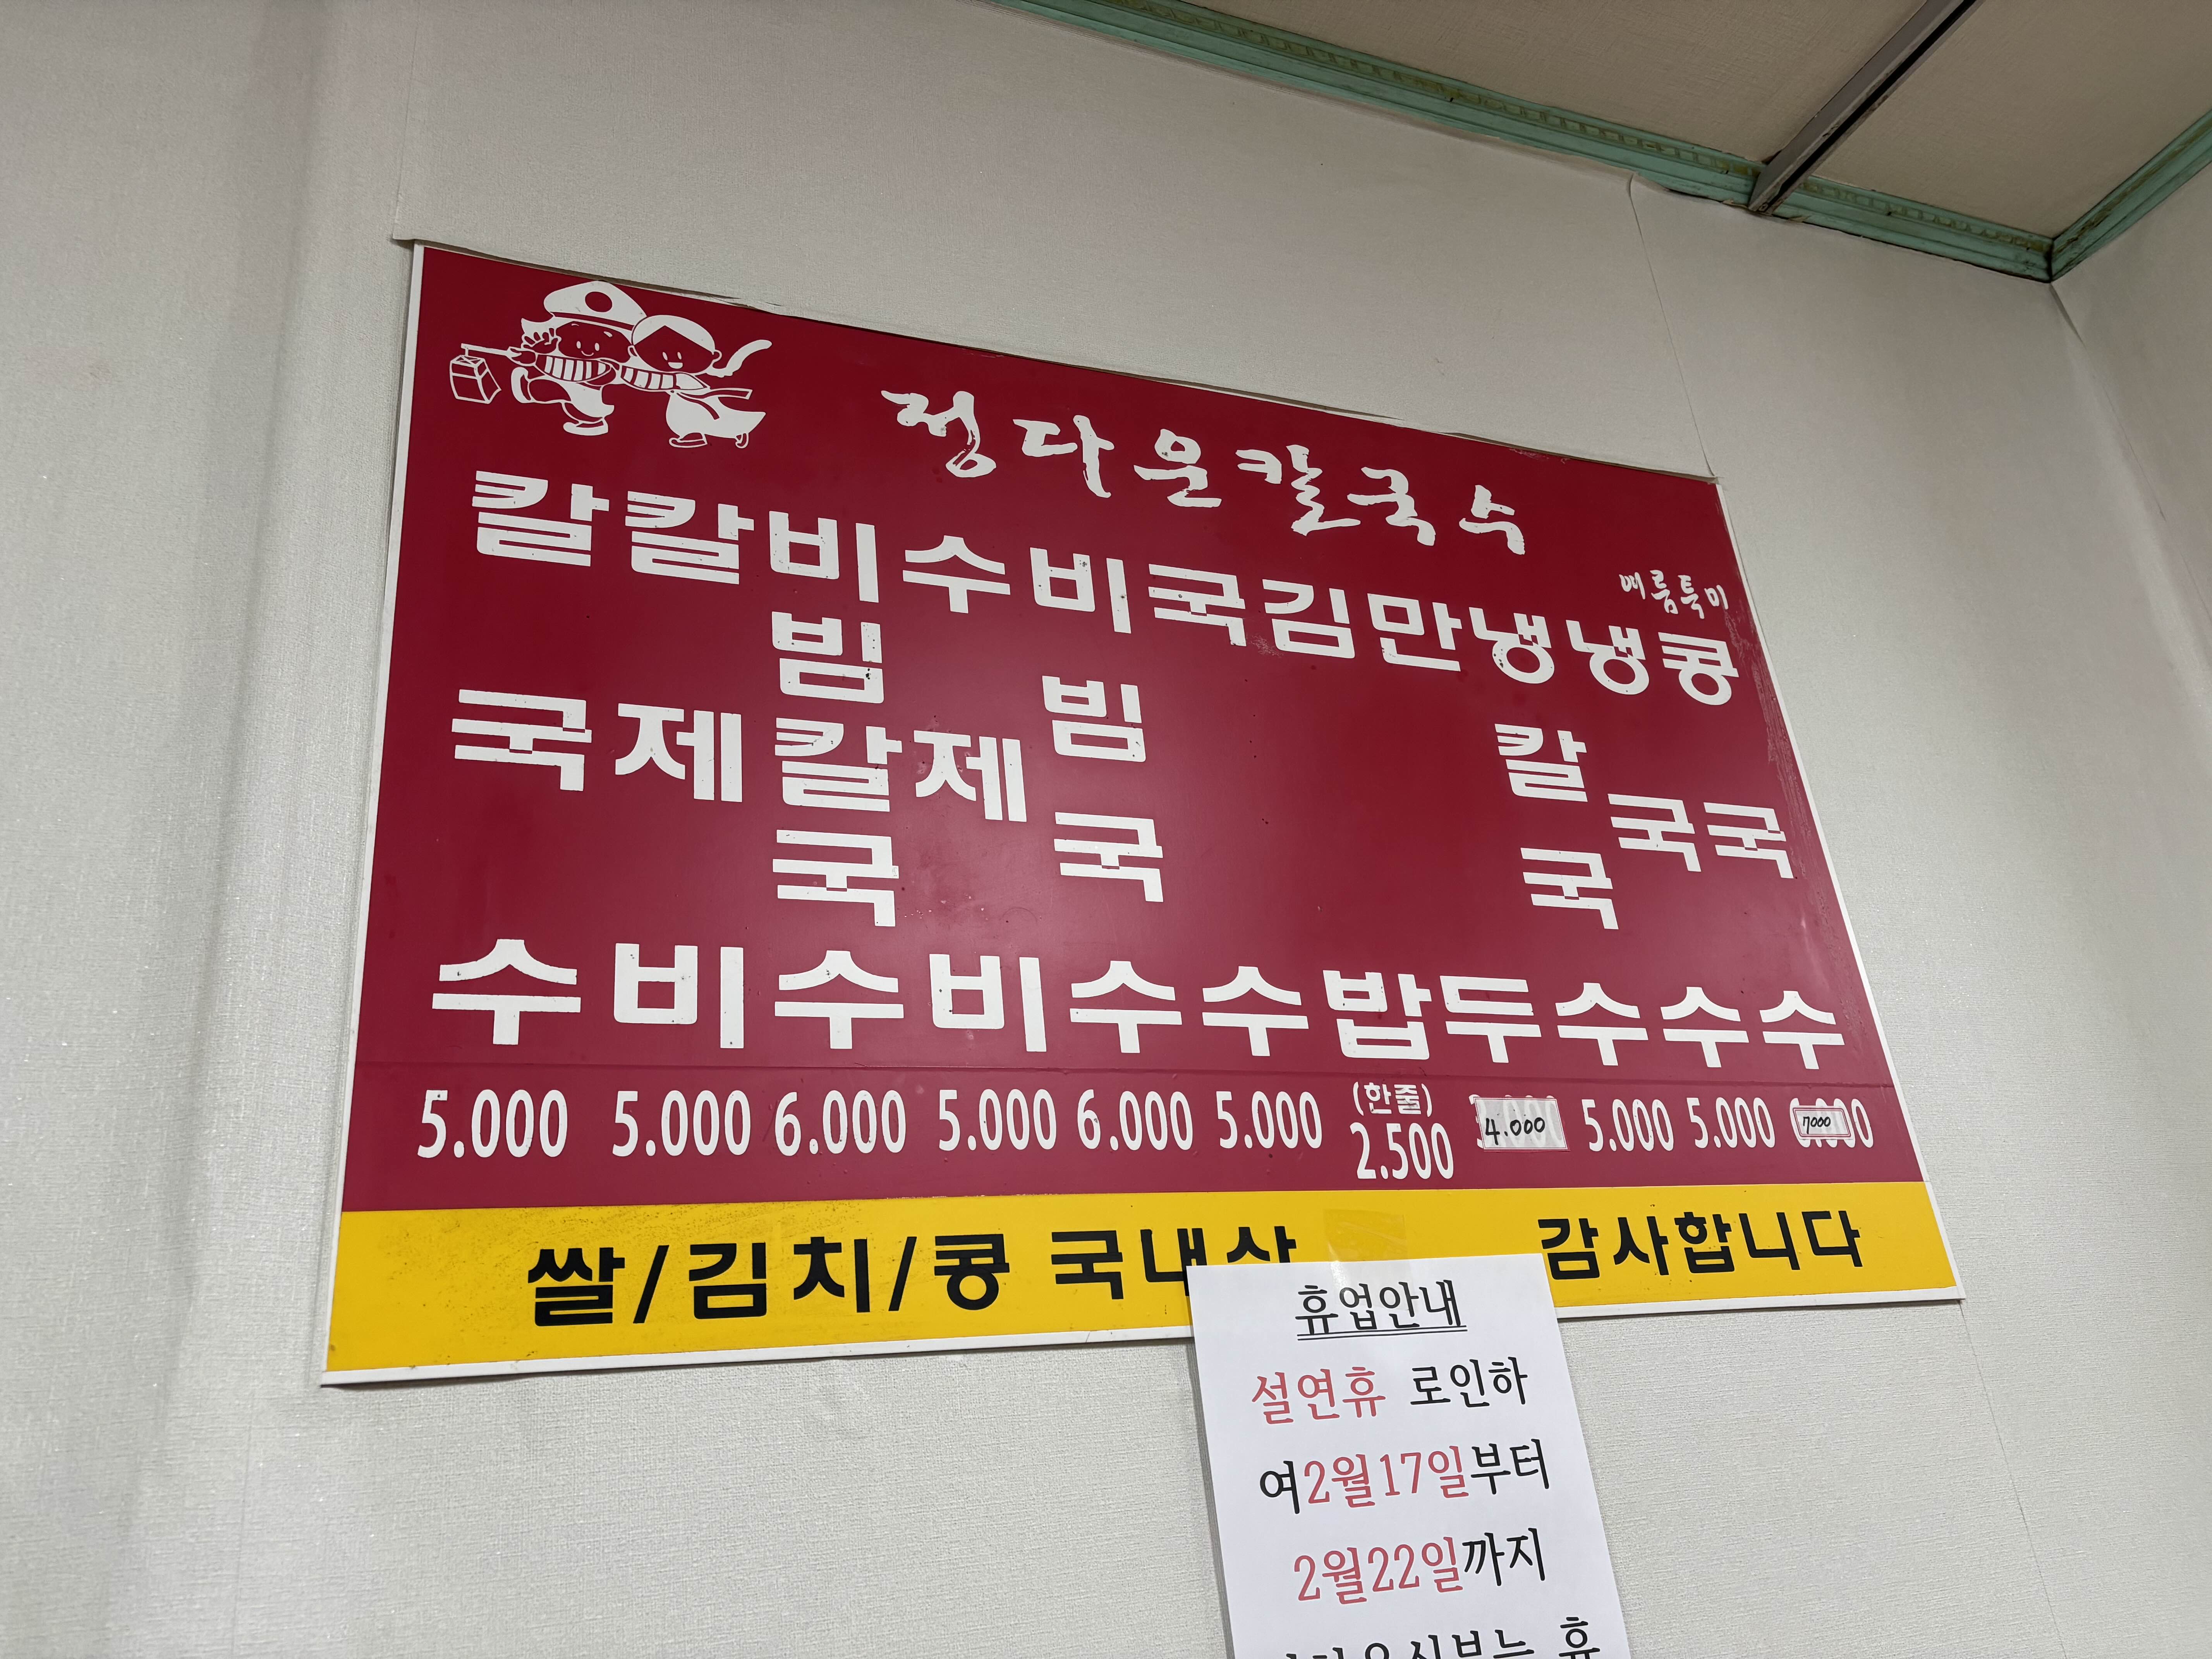 정다운칼국수
여름특미
칼국수 5.000
칼제비 5.000
비빔칼국수 6.000
수제비 5.000
비빔국수 6.000
국수 5.000
김밥 (한줄) 2.500
만두 4.000
냉칼국수 5.000
냉국수 5.000
콩국수 7000
쌀/김치/콩 국내산
감사합니다
휴업안내
설연휴 로인하
여2월17일부터
2월22일까지
휴